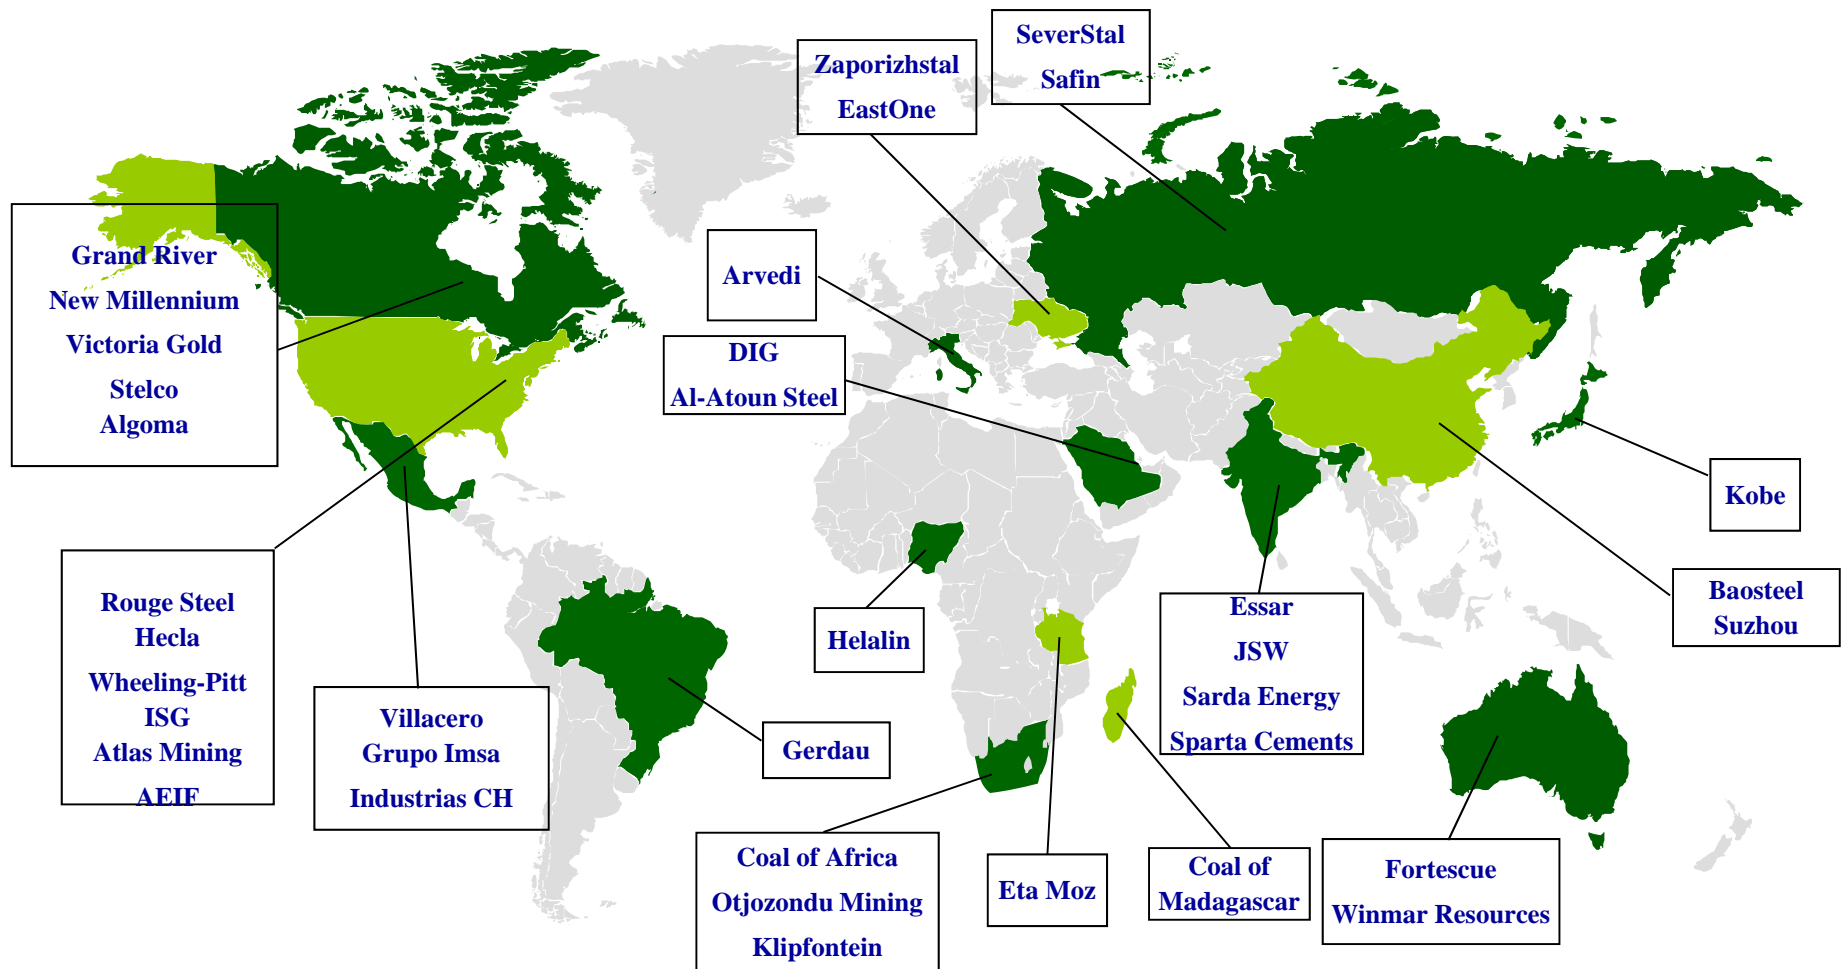 SeverStal
Safin
Zaporizhstal
EastOne
Grand River
New Millennium
Victoria Gold
Stelco
Algoma
Arvedi
DIG
Al-Atoun Steel
Kobe
Baosteel
Suzhou
Rouge Steel
Hecla
Wheeling-Pitt
ISG
Atlas Mining
AEIF
Villacero
Grupo Imsa
Industrias CH
Gerdau
Helalin
Essar
JSW
Sarda Energy
Sparta Cements
Coal of Africa
Otjozondu Mining
Klipfontein
Eta Moz
Coal of
Madagascar
Fortescue
Winmar Resources